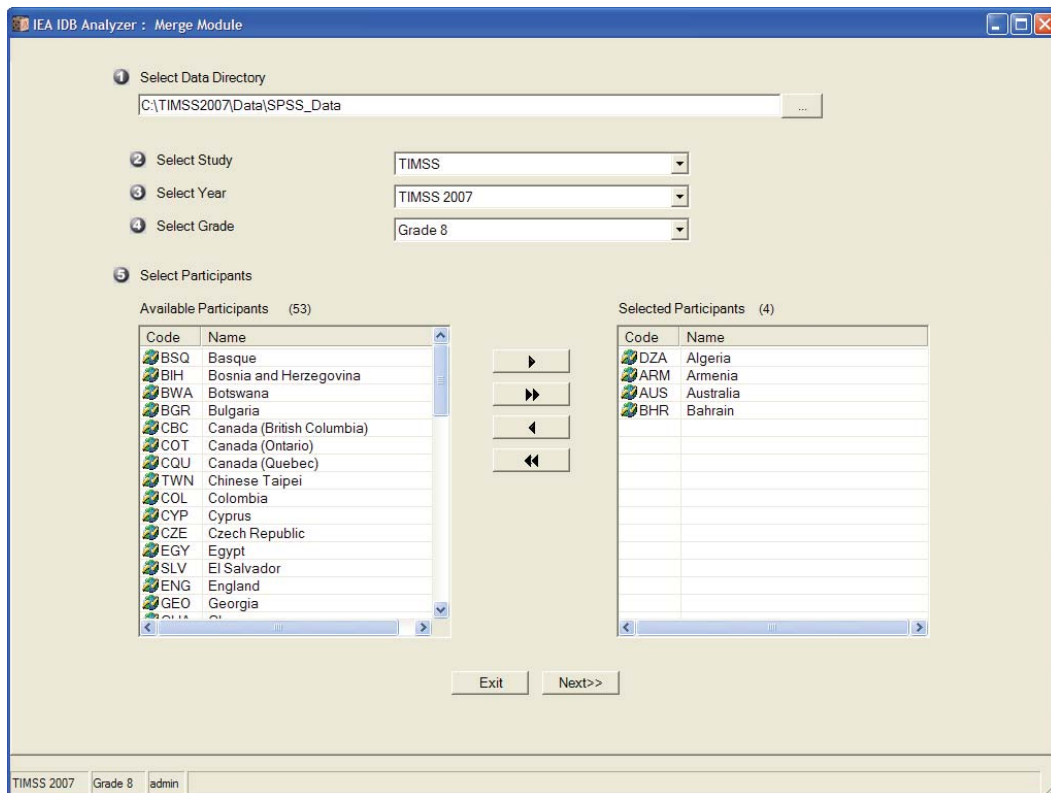 IEA IDB Analyzer : Merge Module
1 Select Data Directory
C:\TIMSS2007\Data\SPSS_Data
...
2 Select Study
TIMSS
3 Select Year
TIMSS 2007
4 Select Grade
Grade 8
5 Select Participants
Available Participants (53)
Code Name
BSQ Basque
BIH Bosnia and Herzegovina
BWA Botswana
BGR Bulgaria
CBC Canada (British Columbia)
COT Canada (Ontario)
CQU Canada (Quebec)
TWN Chinese Taipei
COL Colombia
CYP Cyprus
CZE Czech Republic
EGY Egypt
SLV El Salvador
ENG England
GEO Georgia
Selected Participants (4)
Code Name
DZA Algeria
ARM Armenia
AUS Australia
BHR Bahrain
Exit Next>>
TIMSS 2007 Grade 8 admin